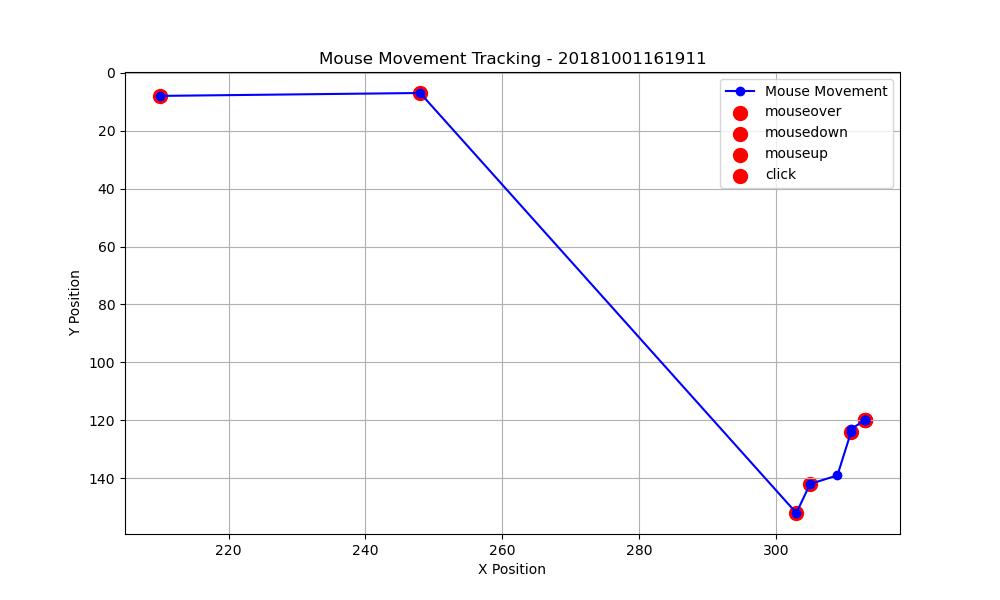 Mouse Movement Tracking - 20181001161911
Mouse Movement
mouseover
mousedown
mouseup
click
0
20
40
60
80
100
120
140
Y Position
220 240 260 280 300
X Position